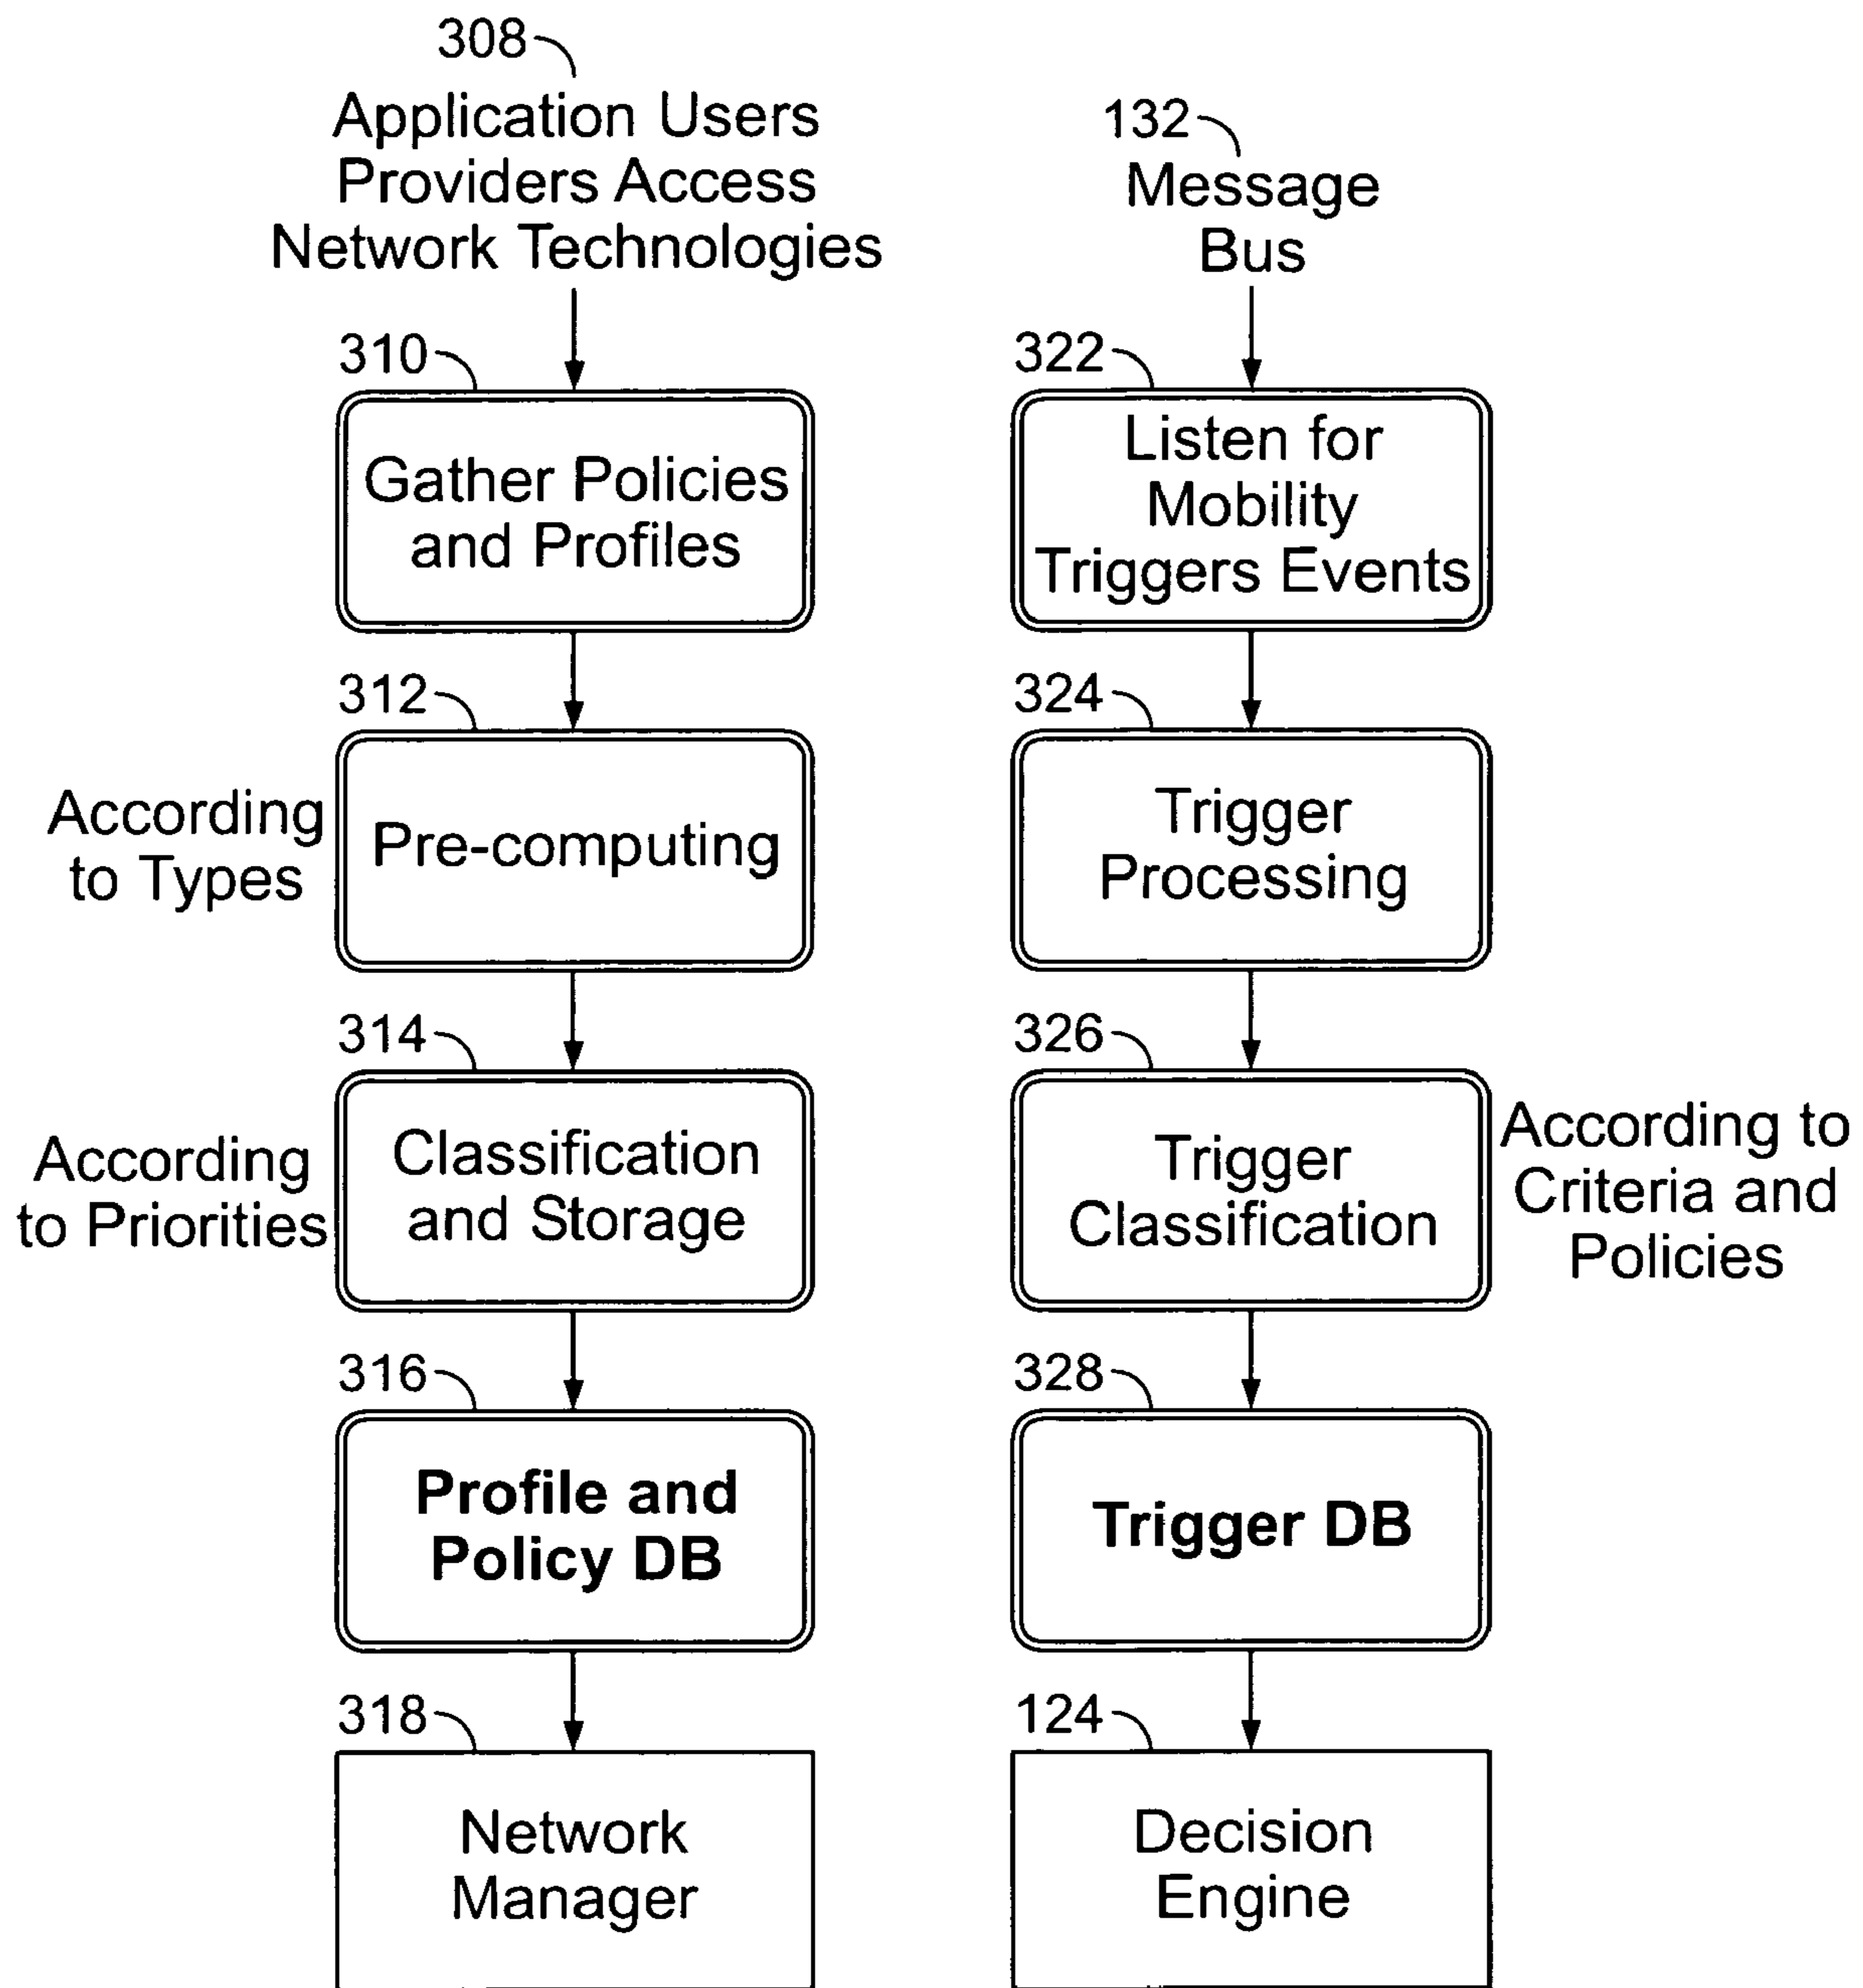 308
Application Users
Providers Access
Network Technologies
310
Gather Policies
and Profiles
312
According
to Types
Pre-computing
314
According
to Priorities
Classification
and Storage
316
Profile and
Policy DB
318
Network
Manager
132
Message
Bus
322
Listen for
Mobility
Triggers Events
324
Trigger
Processing
326
Trigger
Classification
According to
Criteria and
Policies
328
Trigger DB
124
Decision
Engine